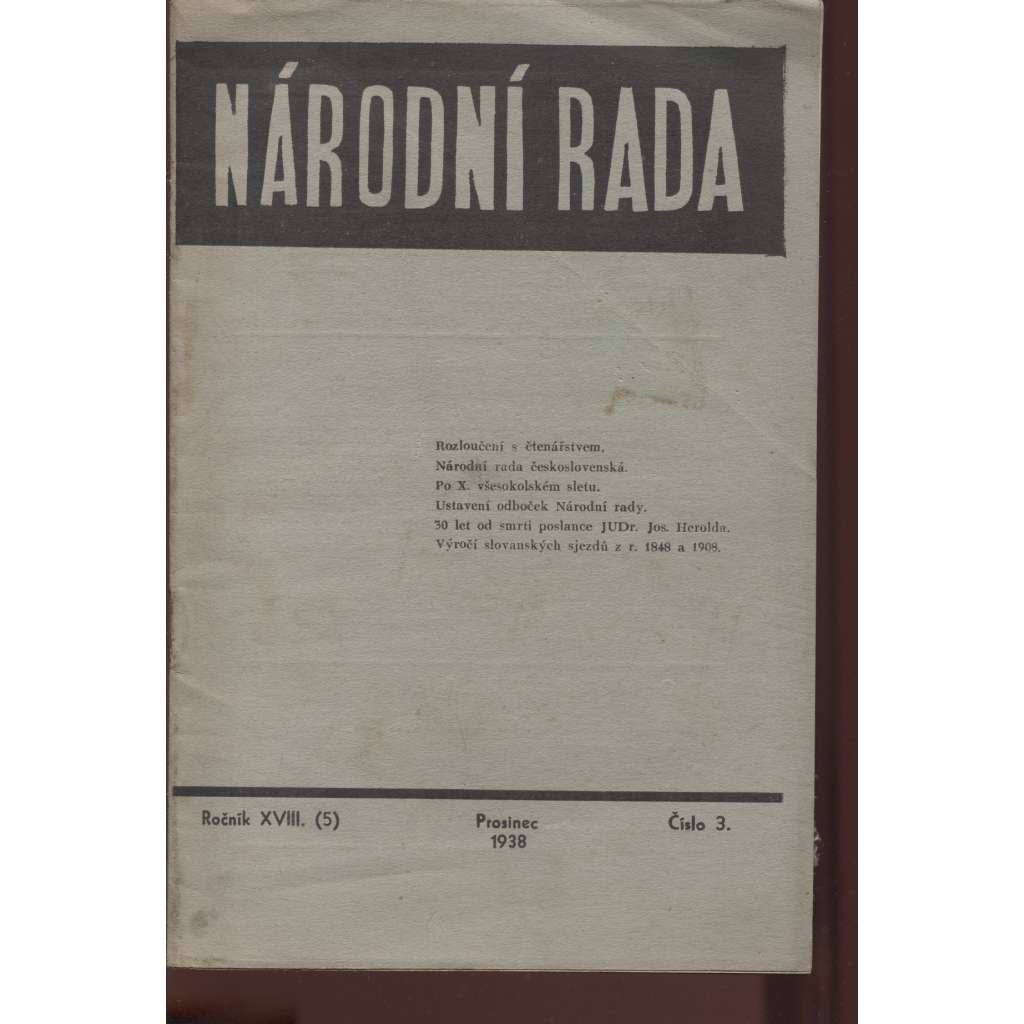 NÁRODNÍ RADA
Rozloučení s čtenářstvem.
Národní rada československá.
Po X. všesokolském sletu.
Ustavení odboček Národní rady.
30 let od smrti poslance JUDr. Jos. Herolda.
Výročí slovanských sjezdů z r. 1848 a 1908.
Ročník XVIII. (5)
Prosinec
1938
Číslo 3.